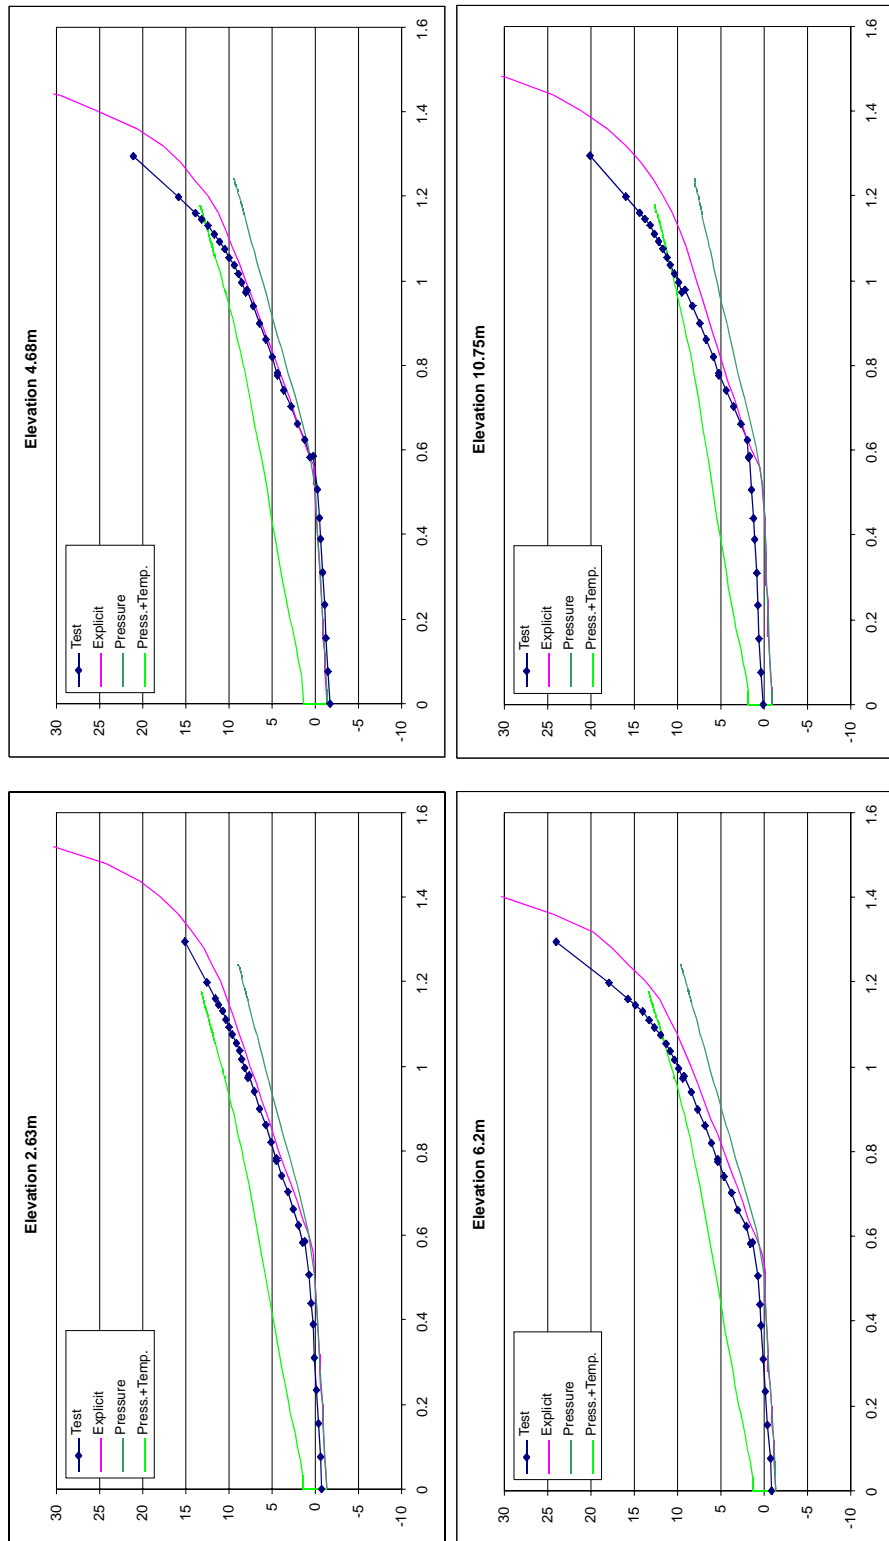 Elevation 2.63m
30
25
20
15
10
5
0
-5
-10
Test
Explicit
Pressure
Press.+Temp.
0 0.2 0.4 0.6 0.8 1 1.2 1.4 1.6
Elevation 4.68m
30
25
20
15
10
5
0
-5
-10
Test
Explicit
Pressure
Press.+Temp.
0 0.2 0.4 0.6 0.8 1 1.2 1.4 1.6
Elevation 6.2m
30
25
20
15
10
5
0
-5
-10
Test
Explicit
Pressure
Press.+Temp.
0 0.2 0.4 0.6 0.8 1 1.2 1.4 1.6
Elevation 10.75m
30
25
20
15
10
5
0
-5
-10
Test
Explicit
Pressure
Press.+Temp.
0 0.2 0.4 0.6 0.8 1 1.2 1.4 1.6